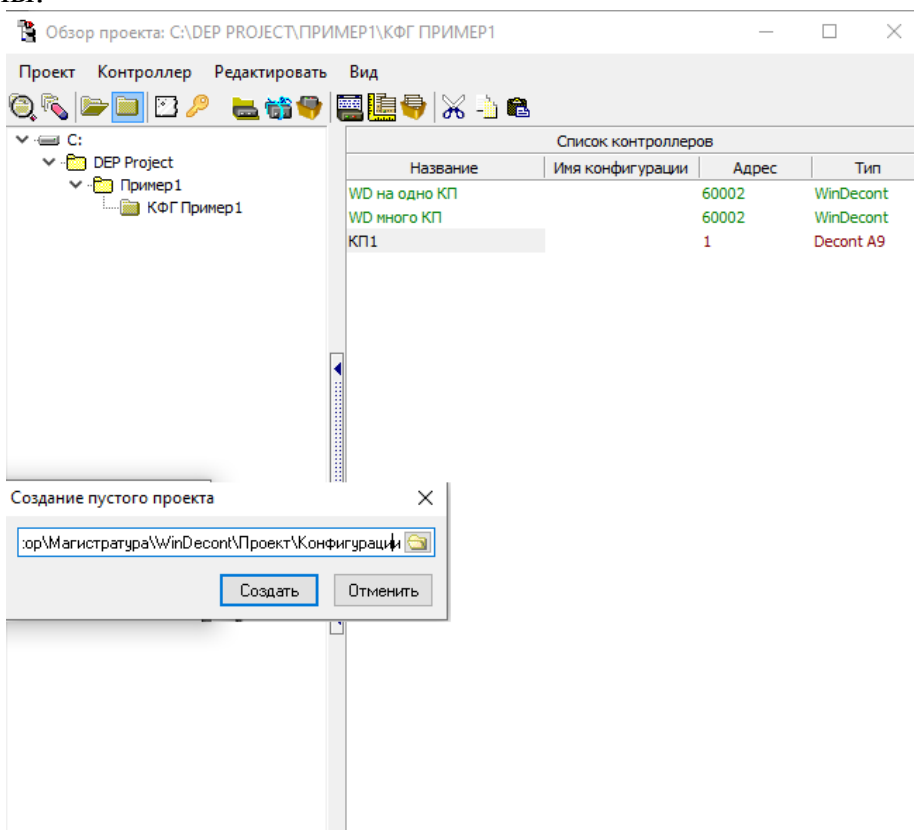 Обзор проекта: C:\DEP PROJECT\ПРИМЕР1\КФГ ПРИМЕР1
Проект Контроллер Редактировать Вид
C:
DEP Project
Пример1
КФГ Пример1
Список контроллеров
Название Имя конфигурации Адрес Тип
WD на одно КП 60002 WinDecont
WD много КП 60002 WinDecont
КП1 1 Decont A9
Создание пустого проекта
:op\Магистратура\WinDecont\Проект\Конфигурации
Создать Отменить